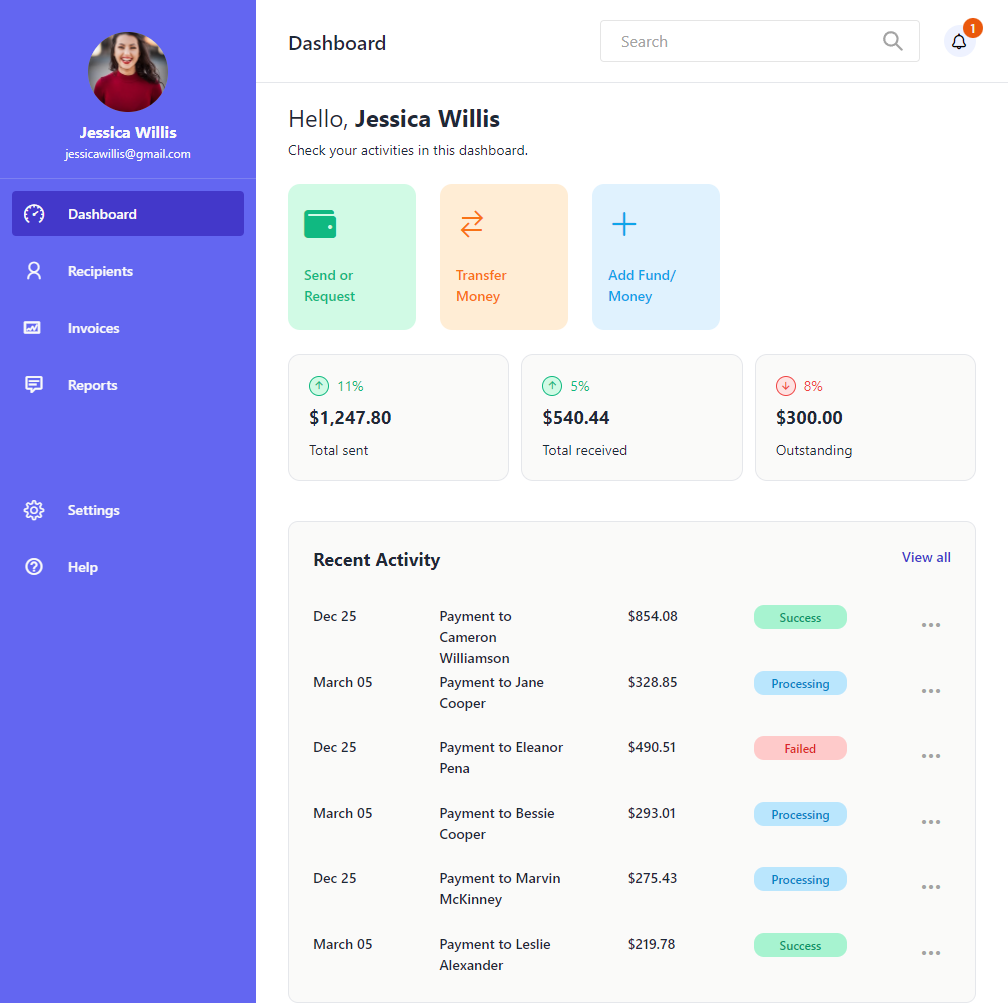 Jessica Willis
jessicawillis@gmail.com
Dashboard
Recipients
Invoices
Reports
Settings
Help
Dashboard
Search
1
Hello, Jessica Willis
Check your activities in this dashboard.
Send or
Request
Transfer
Money
Add Fund/
Money
11%
$1,247.80
Total sent
5%
$540.44
Total received
8%
$300.00
Outstanding
Recent Activity
View all
Dec 25
Payment to
Cameron
Williamson
$854.08
Success
March 05
Payment to Jane
Cooper
$328.85
Processing
Dec 25
Payment to Eleanor
Pena
$490.51
Failed
March 05
Payment to Bessie
Cooper
$293.01
Processing
Dec 25
Payment to Marvin
McKinney
$275.43
Processing
March 05
Payment to Leslie
Alexander
$219.78
Success